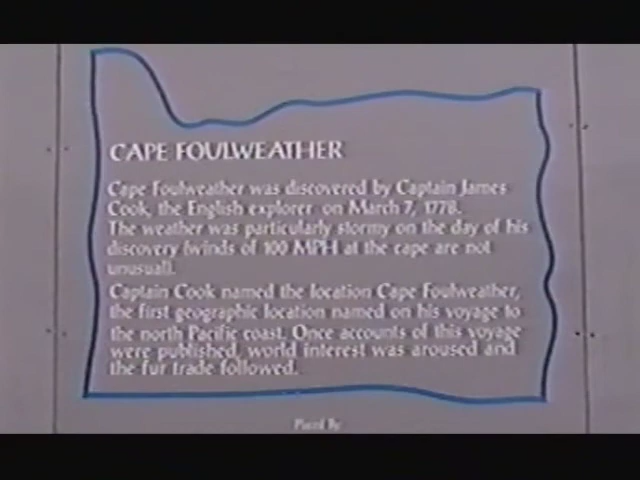 CAPE FOULWEATHER
Cape Foulweather was discovered by Captain James
Cook, the English explorer on March 7, 1778.
The weather was particularly stormy on the day of his
discovery (winds of 100 MPH at the cape are not
unusual).
Captain Cook named the location Cape Foulweather,
the first geographic location named on his voyage to
the north Pacific coast. Once accounts of this voyage
were published, world interest was aroused and
the fur trade followed.
Placed By